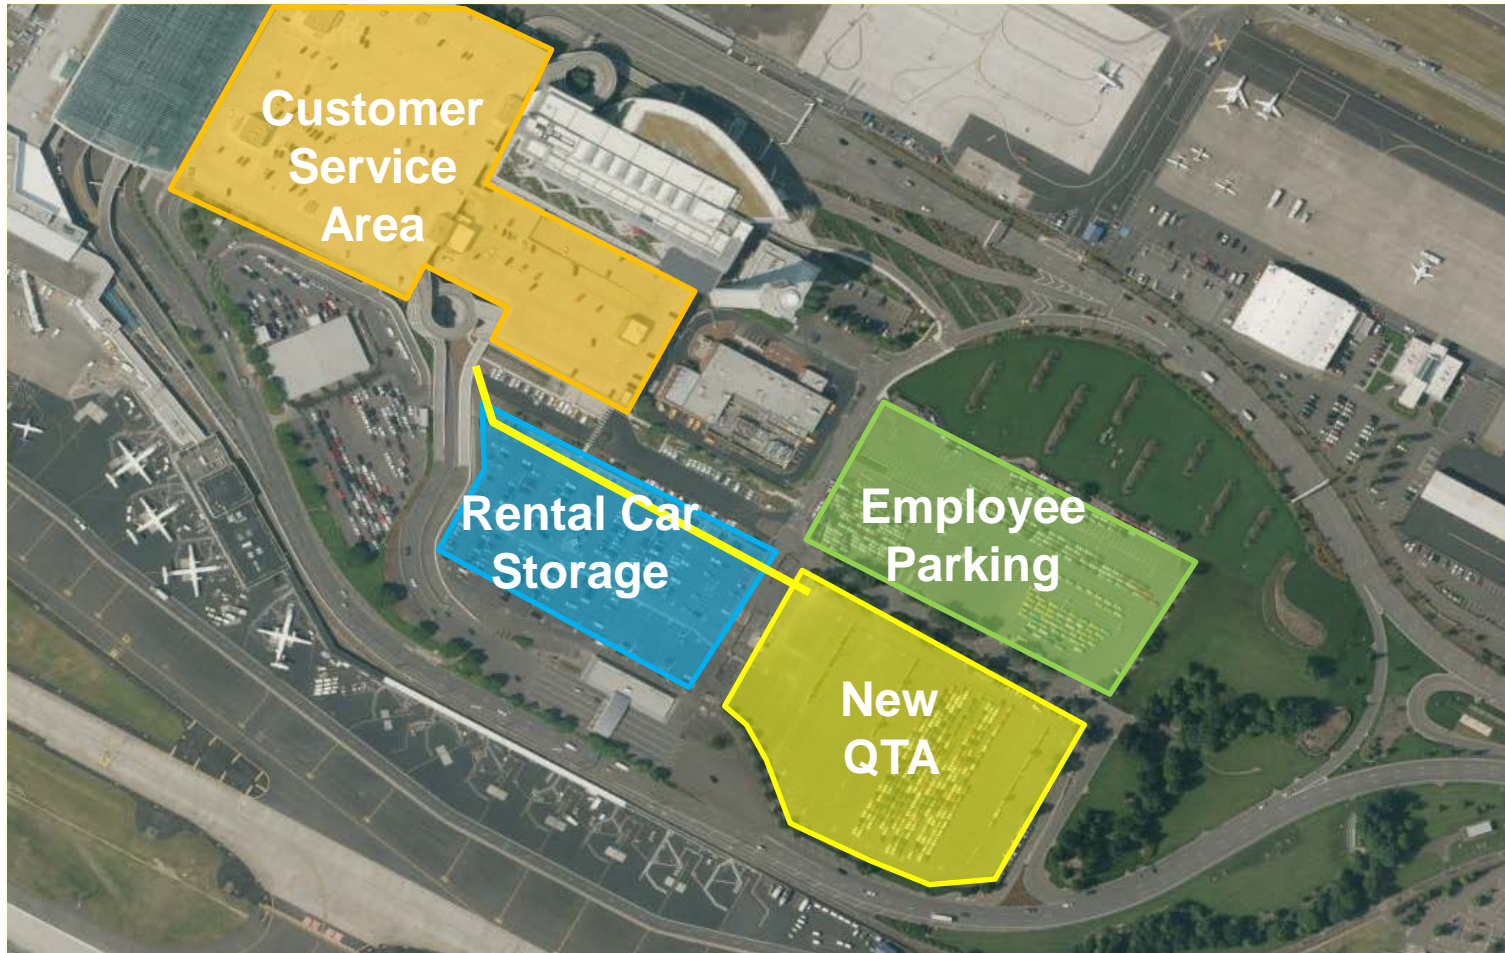 Customer
Service
Area
Rental Car
Storage
Employee
Parking
New
QTA